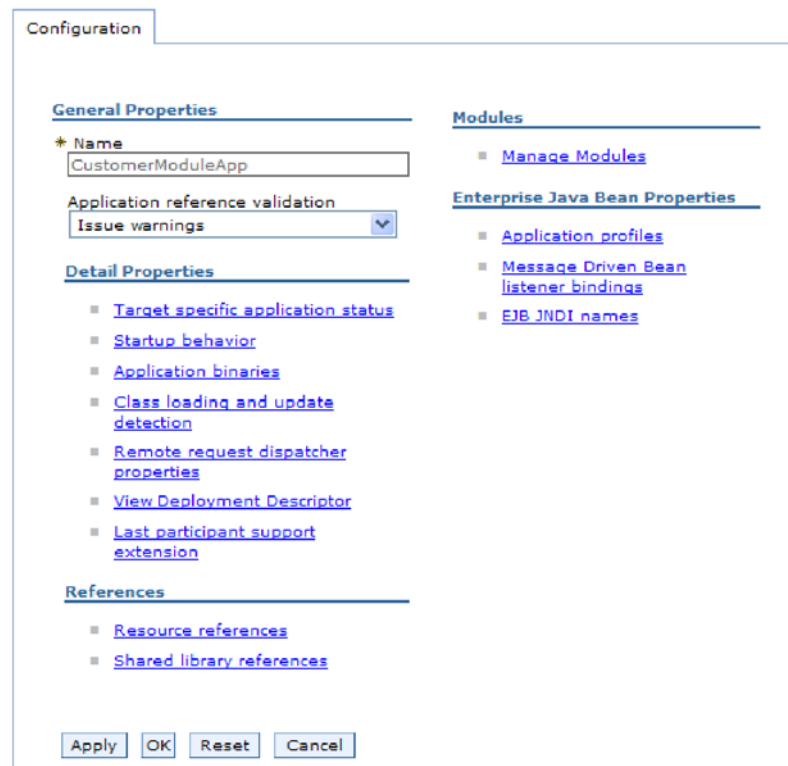 Configuration
General Properties
* Name
CustomerModuleApp
Application reference validation
Issue warnings
Detail Properties
Target specific application status
Startup behavior
Application binaries
Class loading and update
detection
Remote request dispatcher
properties
View Deployment Descriptor
Last participant support
extension
References
Resource references
Shared library references
Modules
Manage Modules
Enterprise Java Bean Properties
Application profiles
Message Driven Bean
listener bindings
EJB JNDI names
Apply OK Reset Cancel